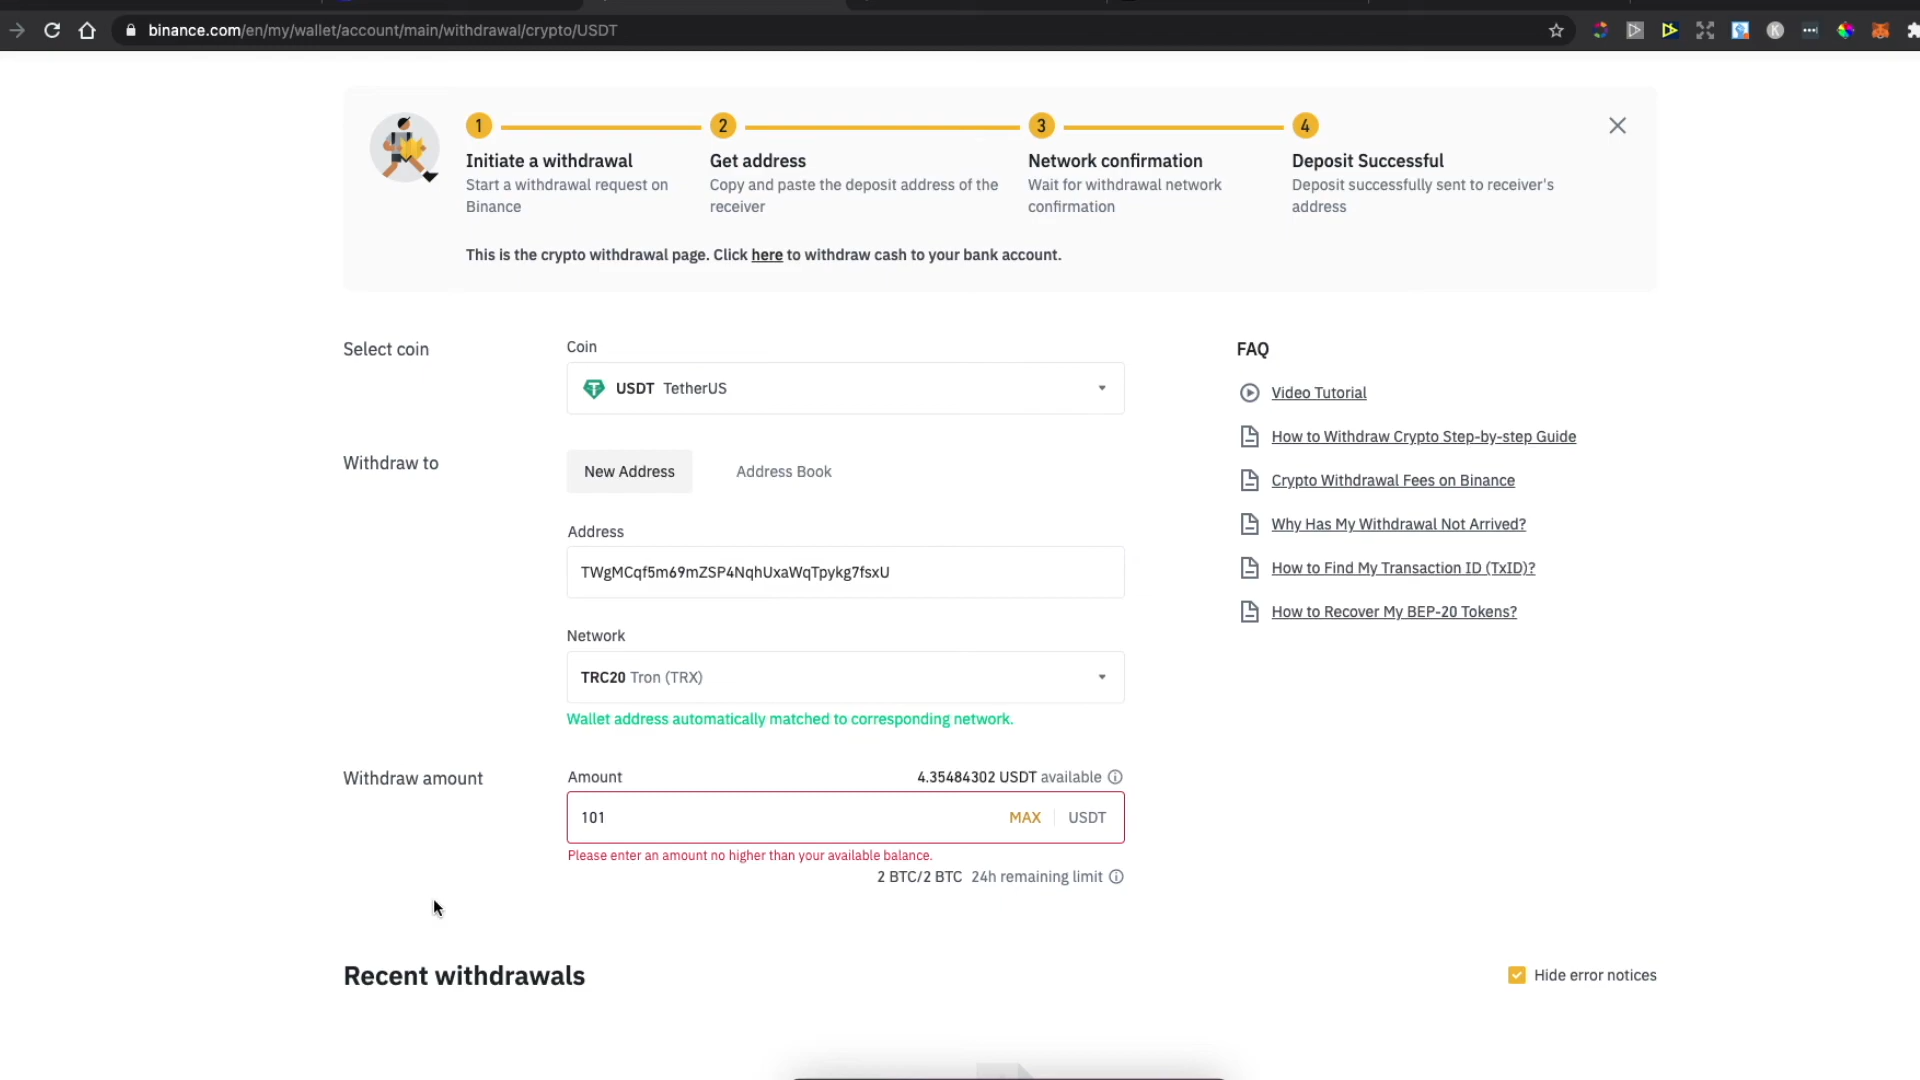 binance.com/en/my/wallet/account/main/withdrawal/crypto/USDT
1
2
3
4
Initiate a withdrawal
Start a withdrawal request on
Binance
Get address
Copy and paste the deposit address of the
receiver
Network confirmation
Wait for withdrawal network
confirmation
Deposit Successful
Deposit successfully sent to receiver's
address
This is the crypto withdrawal page. Click here to withdraw cash to your bank account.
Select coin
Coin
USDT TetherUS
Withdraw to
New Address
Address Book
Address
TWgMCqf5m69mZSP4NqhUxaWqTpykg7fsxU
Network
TRC20 Tron (TRX)
Wallet address automatically matched to corresponding network.
Withdraw amount
Amount
4.35484302 USDT available
101
MAX
USDT
Please enter an amount no higher than your available balance.
2 BTC/2 BTC 24h remaining limit
FAQ
Video Tutorial
How to Withdraw Crypto Step-by-step Guide
Crypto Withdrawal Fees on Binance
Why Has My Withdrawal Not Arrived?
How to Find My Transaction ID (TxID)?
How to Recover My BEP-20 Tokens?
Recent withdrawals
Hide error notices